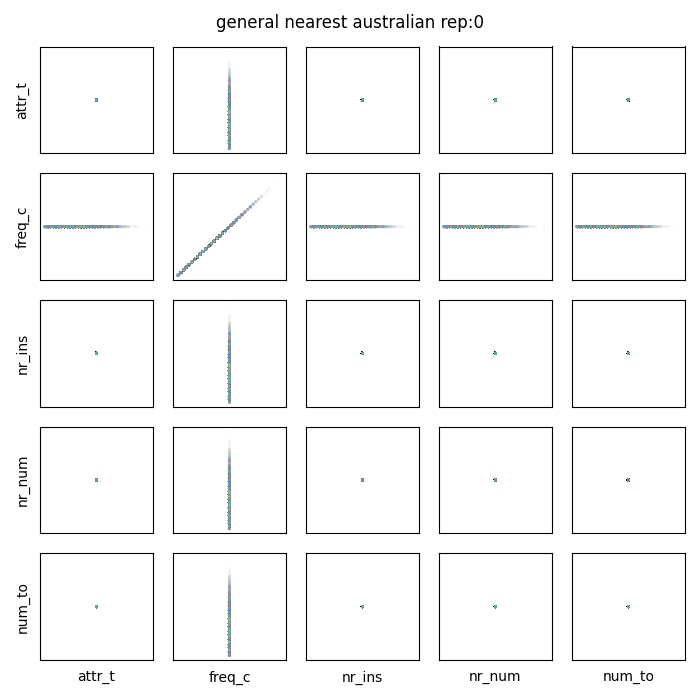 general nearest australian rep:0
attr_t
freq_c
nr_ins
nr_num
num_to
attr_t freq_c nr_ins nr_num num_to